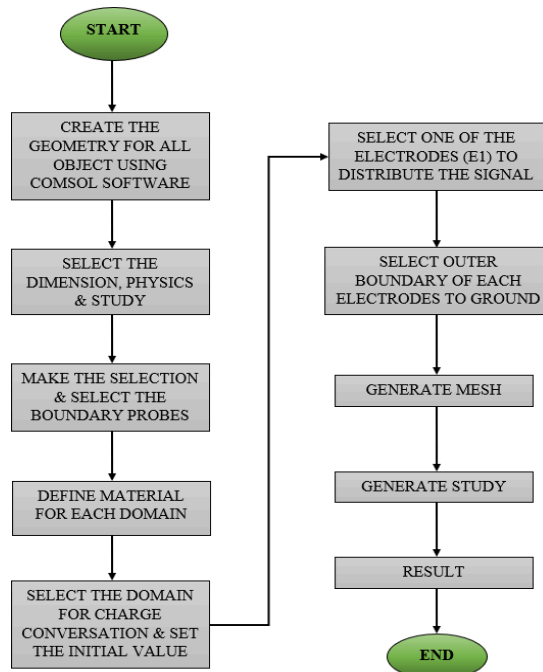 START
CREATE THE
GEOMETRY FOR ALL
OBJECT USING
COMSOL SOFTWARE
SELECT THE
DIMENSION, PHYSICS
& STUDY
MAKE THE SELECTION
& SELECT THE
BOUNDARY PROBES
DEFINE MATERIAL
FOR EACH DOMAIN
SELECT THE DOMAIN
FOR CHARGE
CONVERSATION & SET
THE INITIAL VALUE
SELECT ONE OF THE
ELECTRODES (E1) TO
DISTRIBUTE THE SIGNAL
SELECT OUTER
BOUNDARY OF EACH
ELECTRODES TO GROUND
GENERATE MESH
GENERATE STUDY
RESULT
END